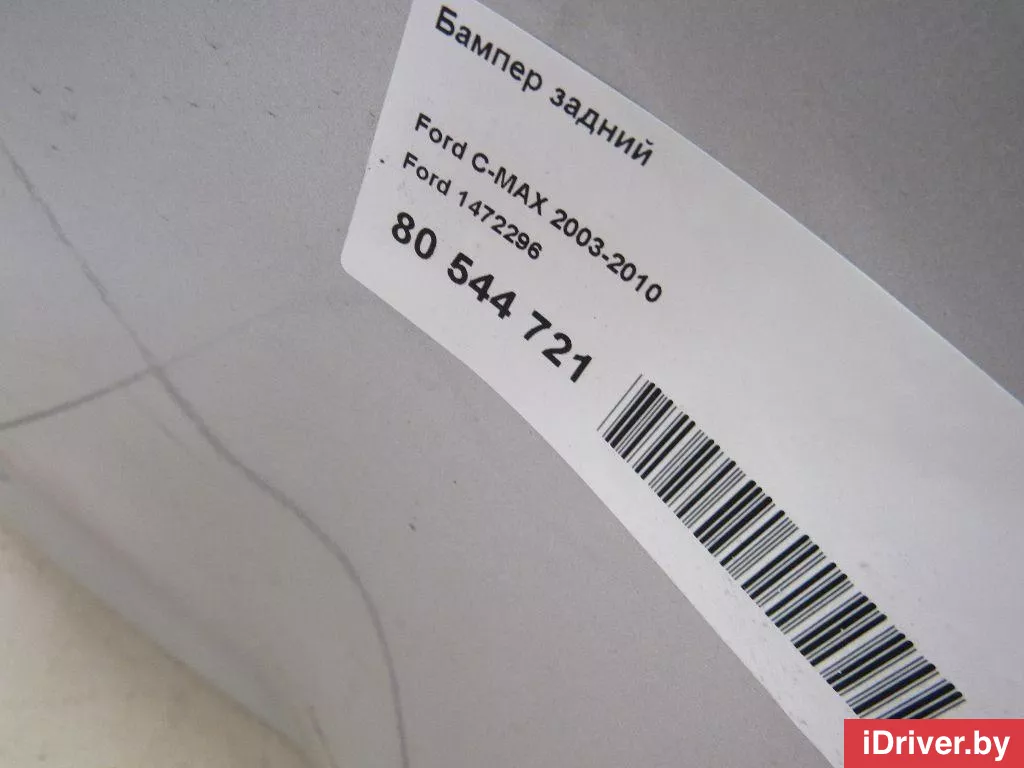 Бампер задний
Ford C-MAX 2003-2010
Ford 1472296
80 544 721
iDriver.by